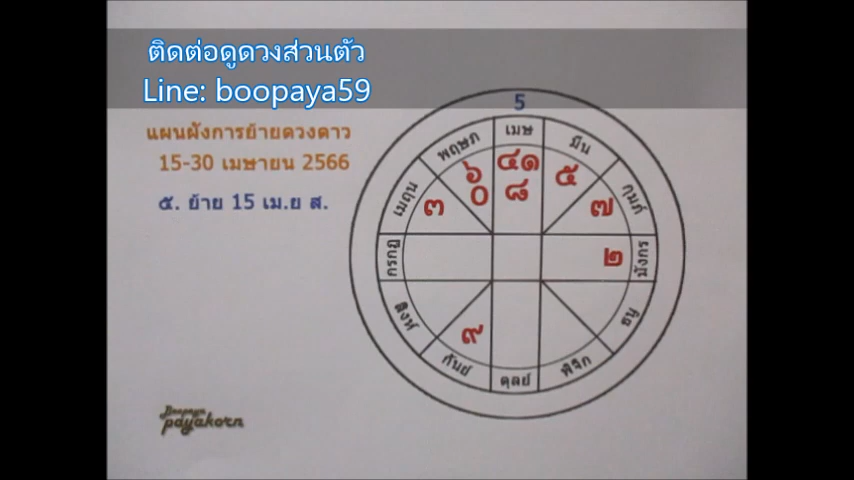 ติดต่อดูดวงส่วนตัว
Line: boopaya59
แผนผังการย้ายดวงดาว
15-30 เมษายน 2566
๕. ย้าย 15 เม.ย ส.
5
เมษ
พฤษภ
มีน
เมถุน
กุมภ์
กรกฎ
มังกร
สิงห์
ธนู
กันย์
ตุลย์
พิจิก
๔๑
๘
๖
๐
๕
๓
๗
๒
๙
Boopaya
payakorn